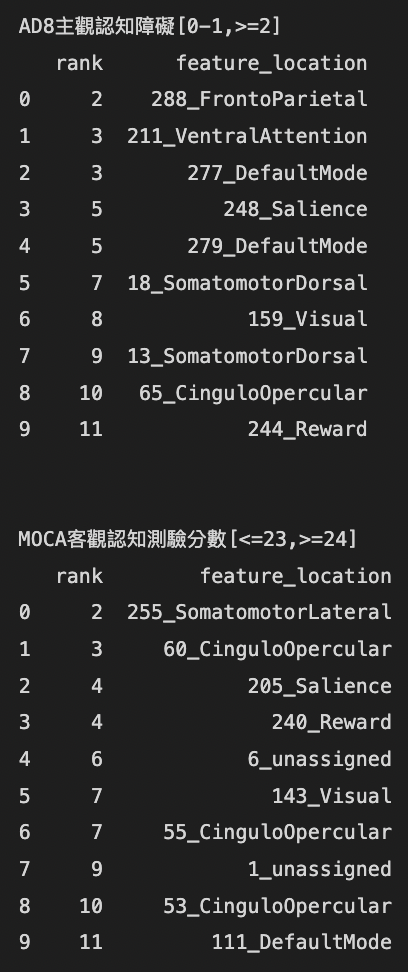 AD8主觀認知障礙[0-1,>=2]
rank feature_location
0 2 288_FrontoParietal
1 3 211_VentralAttention
2 3 277_DefaultMode
3 5 248_Salience
4 5 279_DefaultMode
5 7 18_SomatomotorDorsal
6 8 159_Visual
7 9 13_SomatomotorDorsal
8 10 65_CinguloOpercular
9 11 244_Reward
MOCA客觀認知測驗分數[<=23,>=24]
rank feature_location
0 2 255_SomatomotorLateral
1 3 60_CinguloOpercular
2 4 205_Salience
3 4 240_Reward
4 6 6_unassigned
5 7 143_Visual
6 7 55_CinguloOpercular
7 9 1_unassigned
8 10 53_CinguloOpercular
9 11 111_DefaultMode